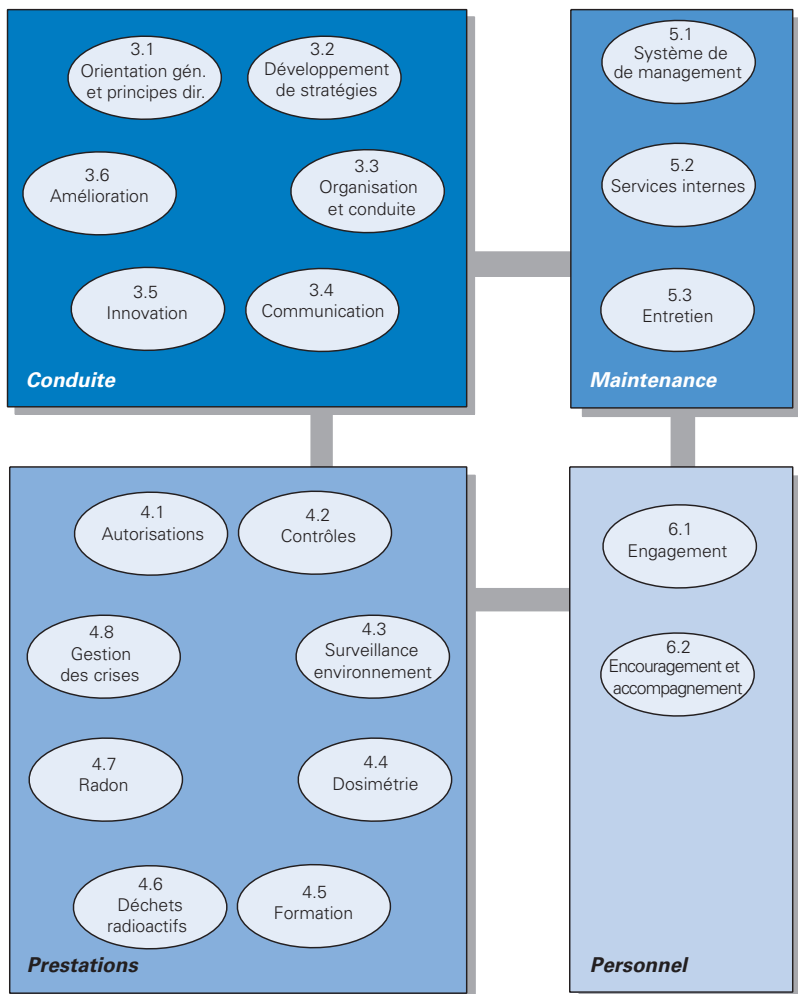 3.1
Orientation gén.
et principes dir.
3.2
Développement
de stratégies
3.6
Amélioration
3.3
Organisation
et conduite
3.5
Innovation
3.4
Communication
Conduite
5.1
Système de
de management
5.2
Services internes
5.3
Entretien
Maintenance
4.1
Autorisations
4.2
Contrôles
4.8
Gestion
des crises
4.3
Surveillance
environnement
4.7
Radon
4.4
Dosimétrie
4.6
Déchets
radioactifs
4.5
Formation
Prestations
6.1
Engagement
6.2
Encouragement et
accompagnement
Personnel